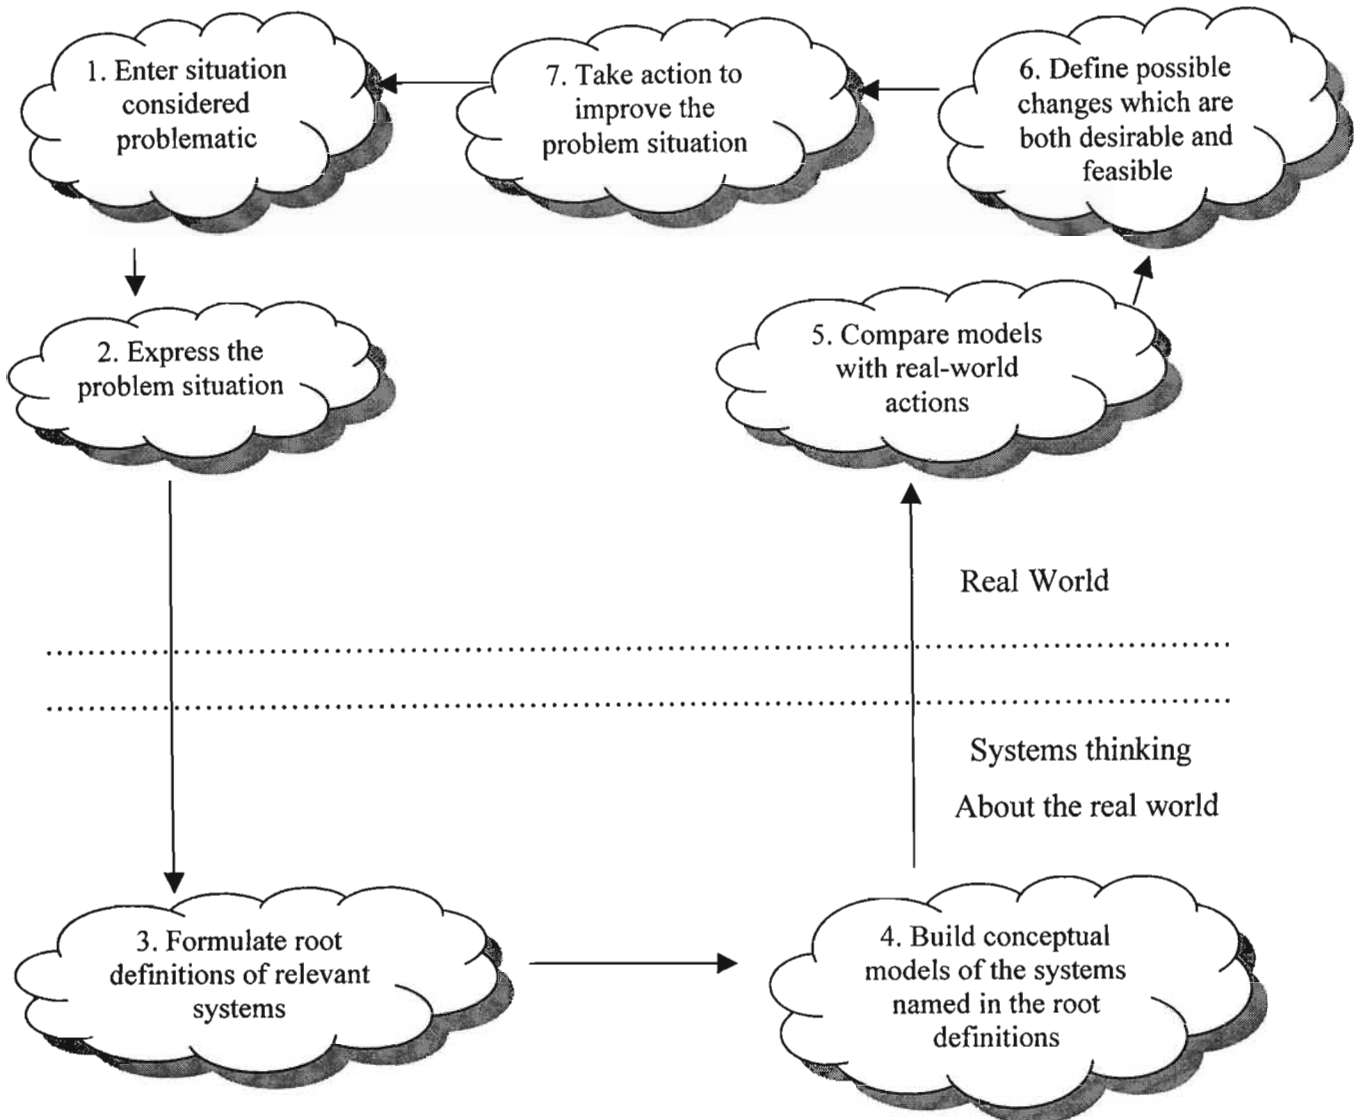 1. Enter situation
considered
problematic
7. Take action to
improve the
problem situation
6. Define possible
changes which are
both desirable and
feasible
2. Express the
problem situation
5. Compare models
with real-world
actions
Real World
Systems thinking
About the real world
3. Formulate root
definitions of relevant
systems
4. Build conceptual
models of the systems
named in the root
definitions